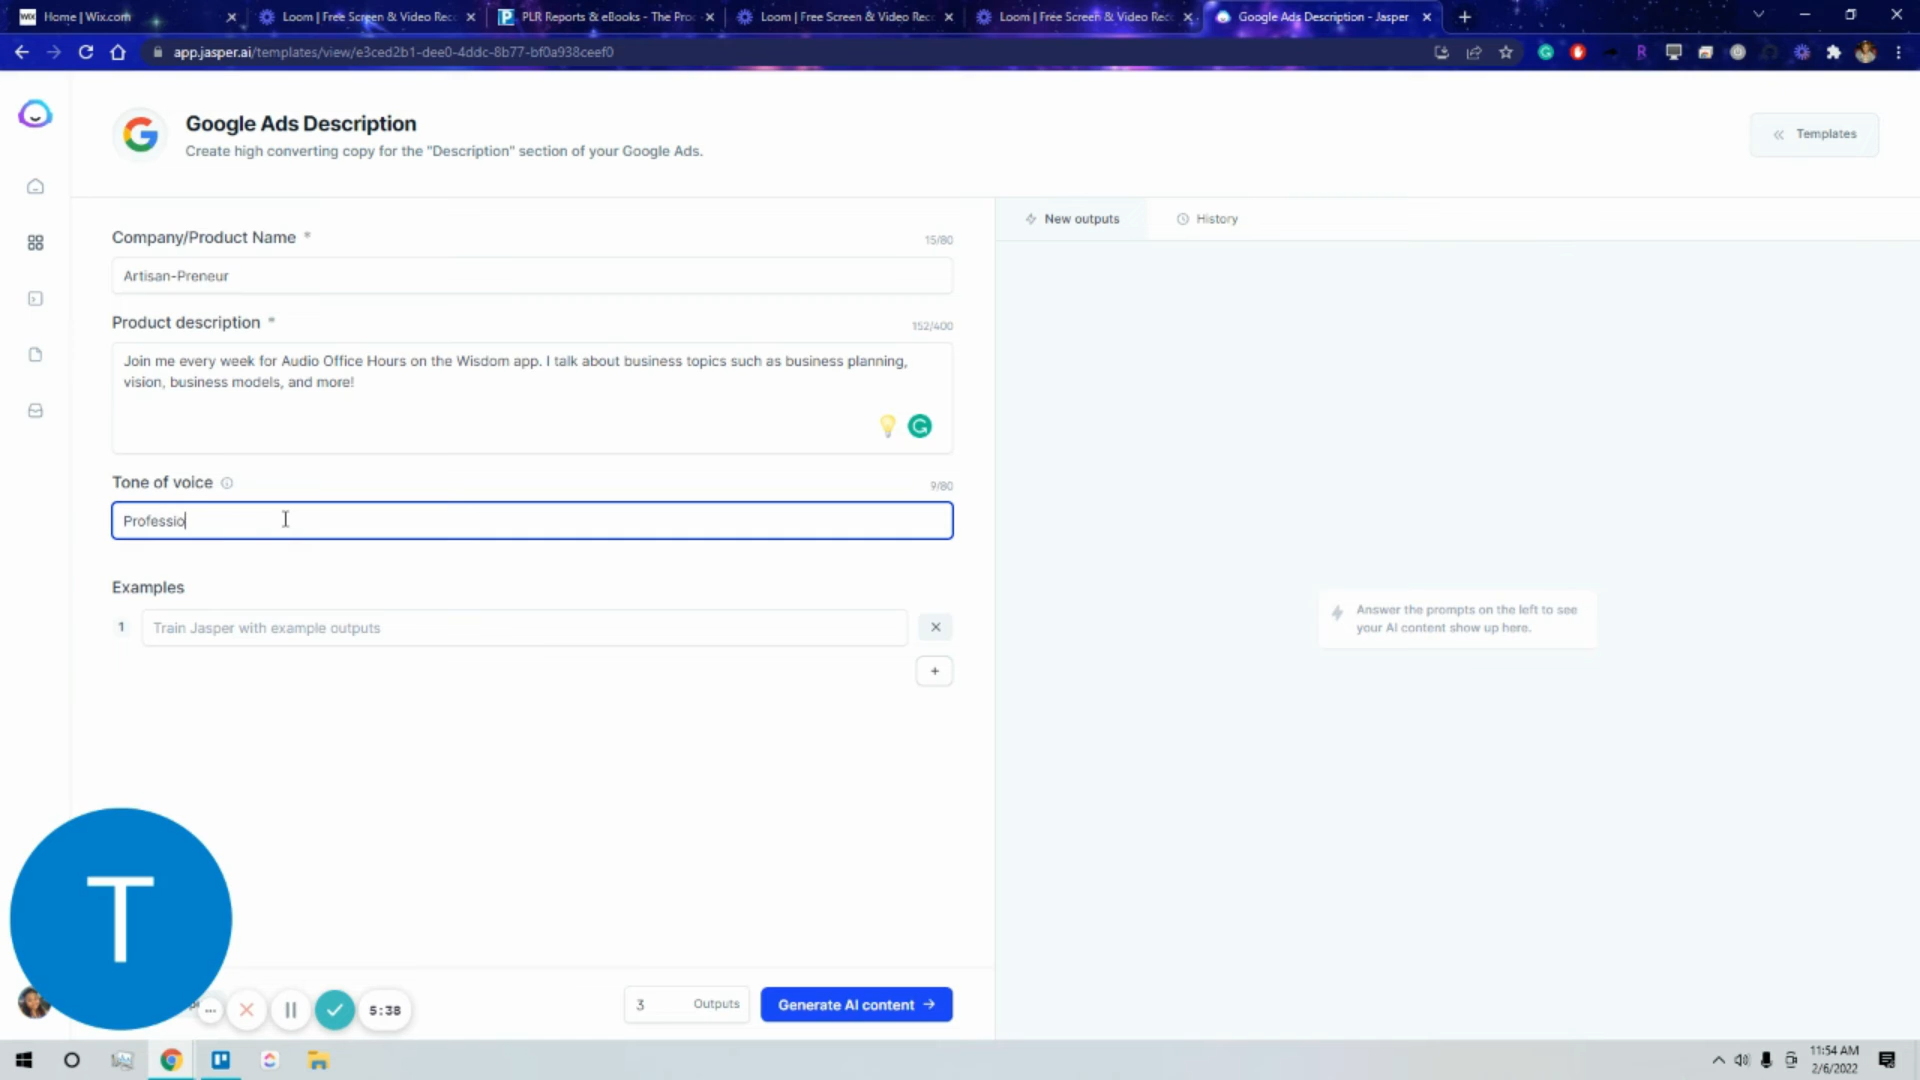 WIX Home | Wix.com
Loom | Free Screen & Video Rec
PLR Reports & eBooks - The Pro
Loom | Free Screen & Video Rec
Loom | Free Screen & Video Rec
Google Ads Description - Jasper
app.jasper.ai/templates/view/e3ced2b1-dee0-4ddc-8b77-bf0a938ceef0
Google Ads Description
Create high converting copy for the "Description" section of your Google Ads.
Templates
New outputs
History
Company/Product Name *
15/80
Artisan-Preneur
Product description *
152/400
Join me every week for Audio Office Hours on the Wisdom app. I talk about business topics such as business planning,
vision, business models, and more!
Tone of voice
9/80
Professio
Examples
1
Train Jasper with example outputs
Answer the prompts on the left to see
your AI content show up here.
T
5:38
3 Outputs
Generate AI content
11:54 AM
2/6/2022